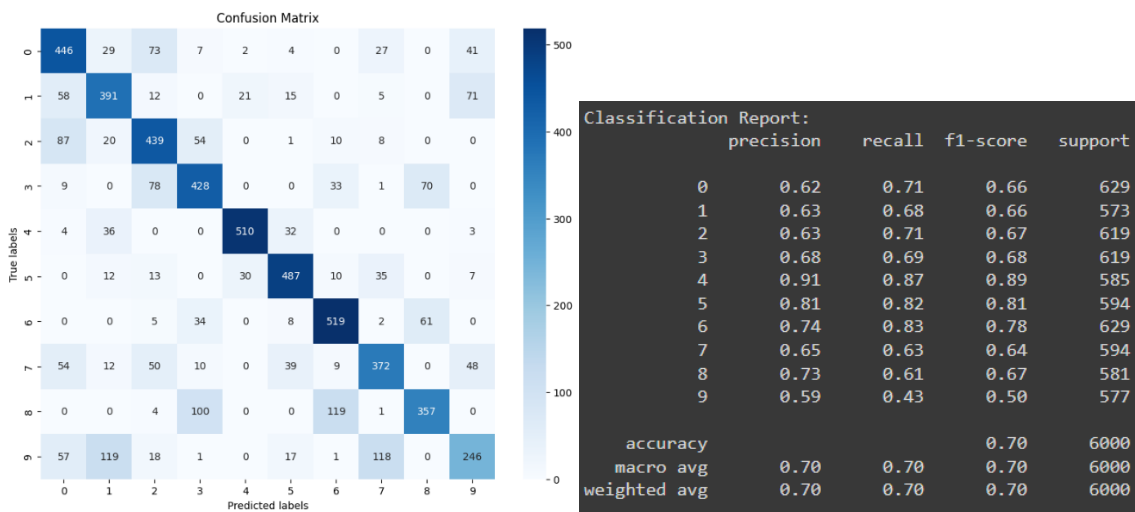 Confusion Matrix
0 446 29 73 7 2 4 0 27 0 41
1 58 391 12 0 21 15 0 5 0 71
2 87 20 439 54 0 1 10 8 0 0
3 9 0 78 428 0 0 33 1 70 0
4 4 36 0 0 510 32 0 0 0 3
5 0 12 13 0 30 487 10 35 0 7
6 0 0 5 34 0 8 519 2 61 0
7 54 12 50 10 0 39 9 372 0 48
8 0 0 4 100 0 0 119 1 357 0
9 57 119 18 1 0 17 1 118 0 246
0 1 2 3 4 5 6 7 8 9
Predicted labels
True labels
500
400
300
200
100
0
Classification Report:
precision recall f1-score support
0 0.62 0.71 0.66 629
1 0.63 0.68 0.66 573
2 0.63 0.71 0.67 619
3 0.68 0.69 0.68 619
4 0.91 0.87 0.89 585
5 0.81 0.82 0.81 594
6 0.74 0.83 0.78 629
7 0.65 0.63 0.64 594
8 0.73 0.61 0.67 581
9 0.59 0.43 0.50 577
accuracy 0.70 6000
macro avg 0.70 0.70 0.70 6000
weighted avg 0.70 0.70 0.70 6000